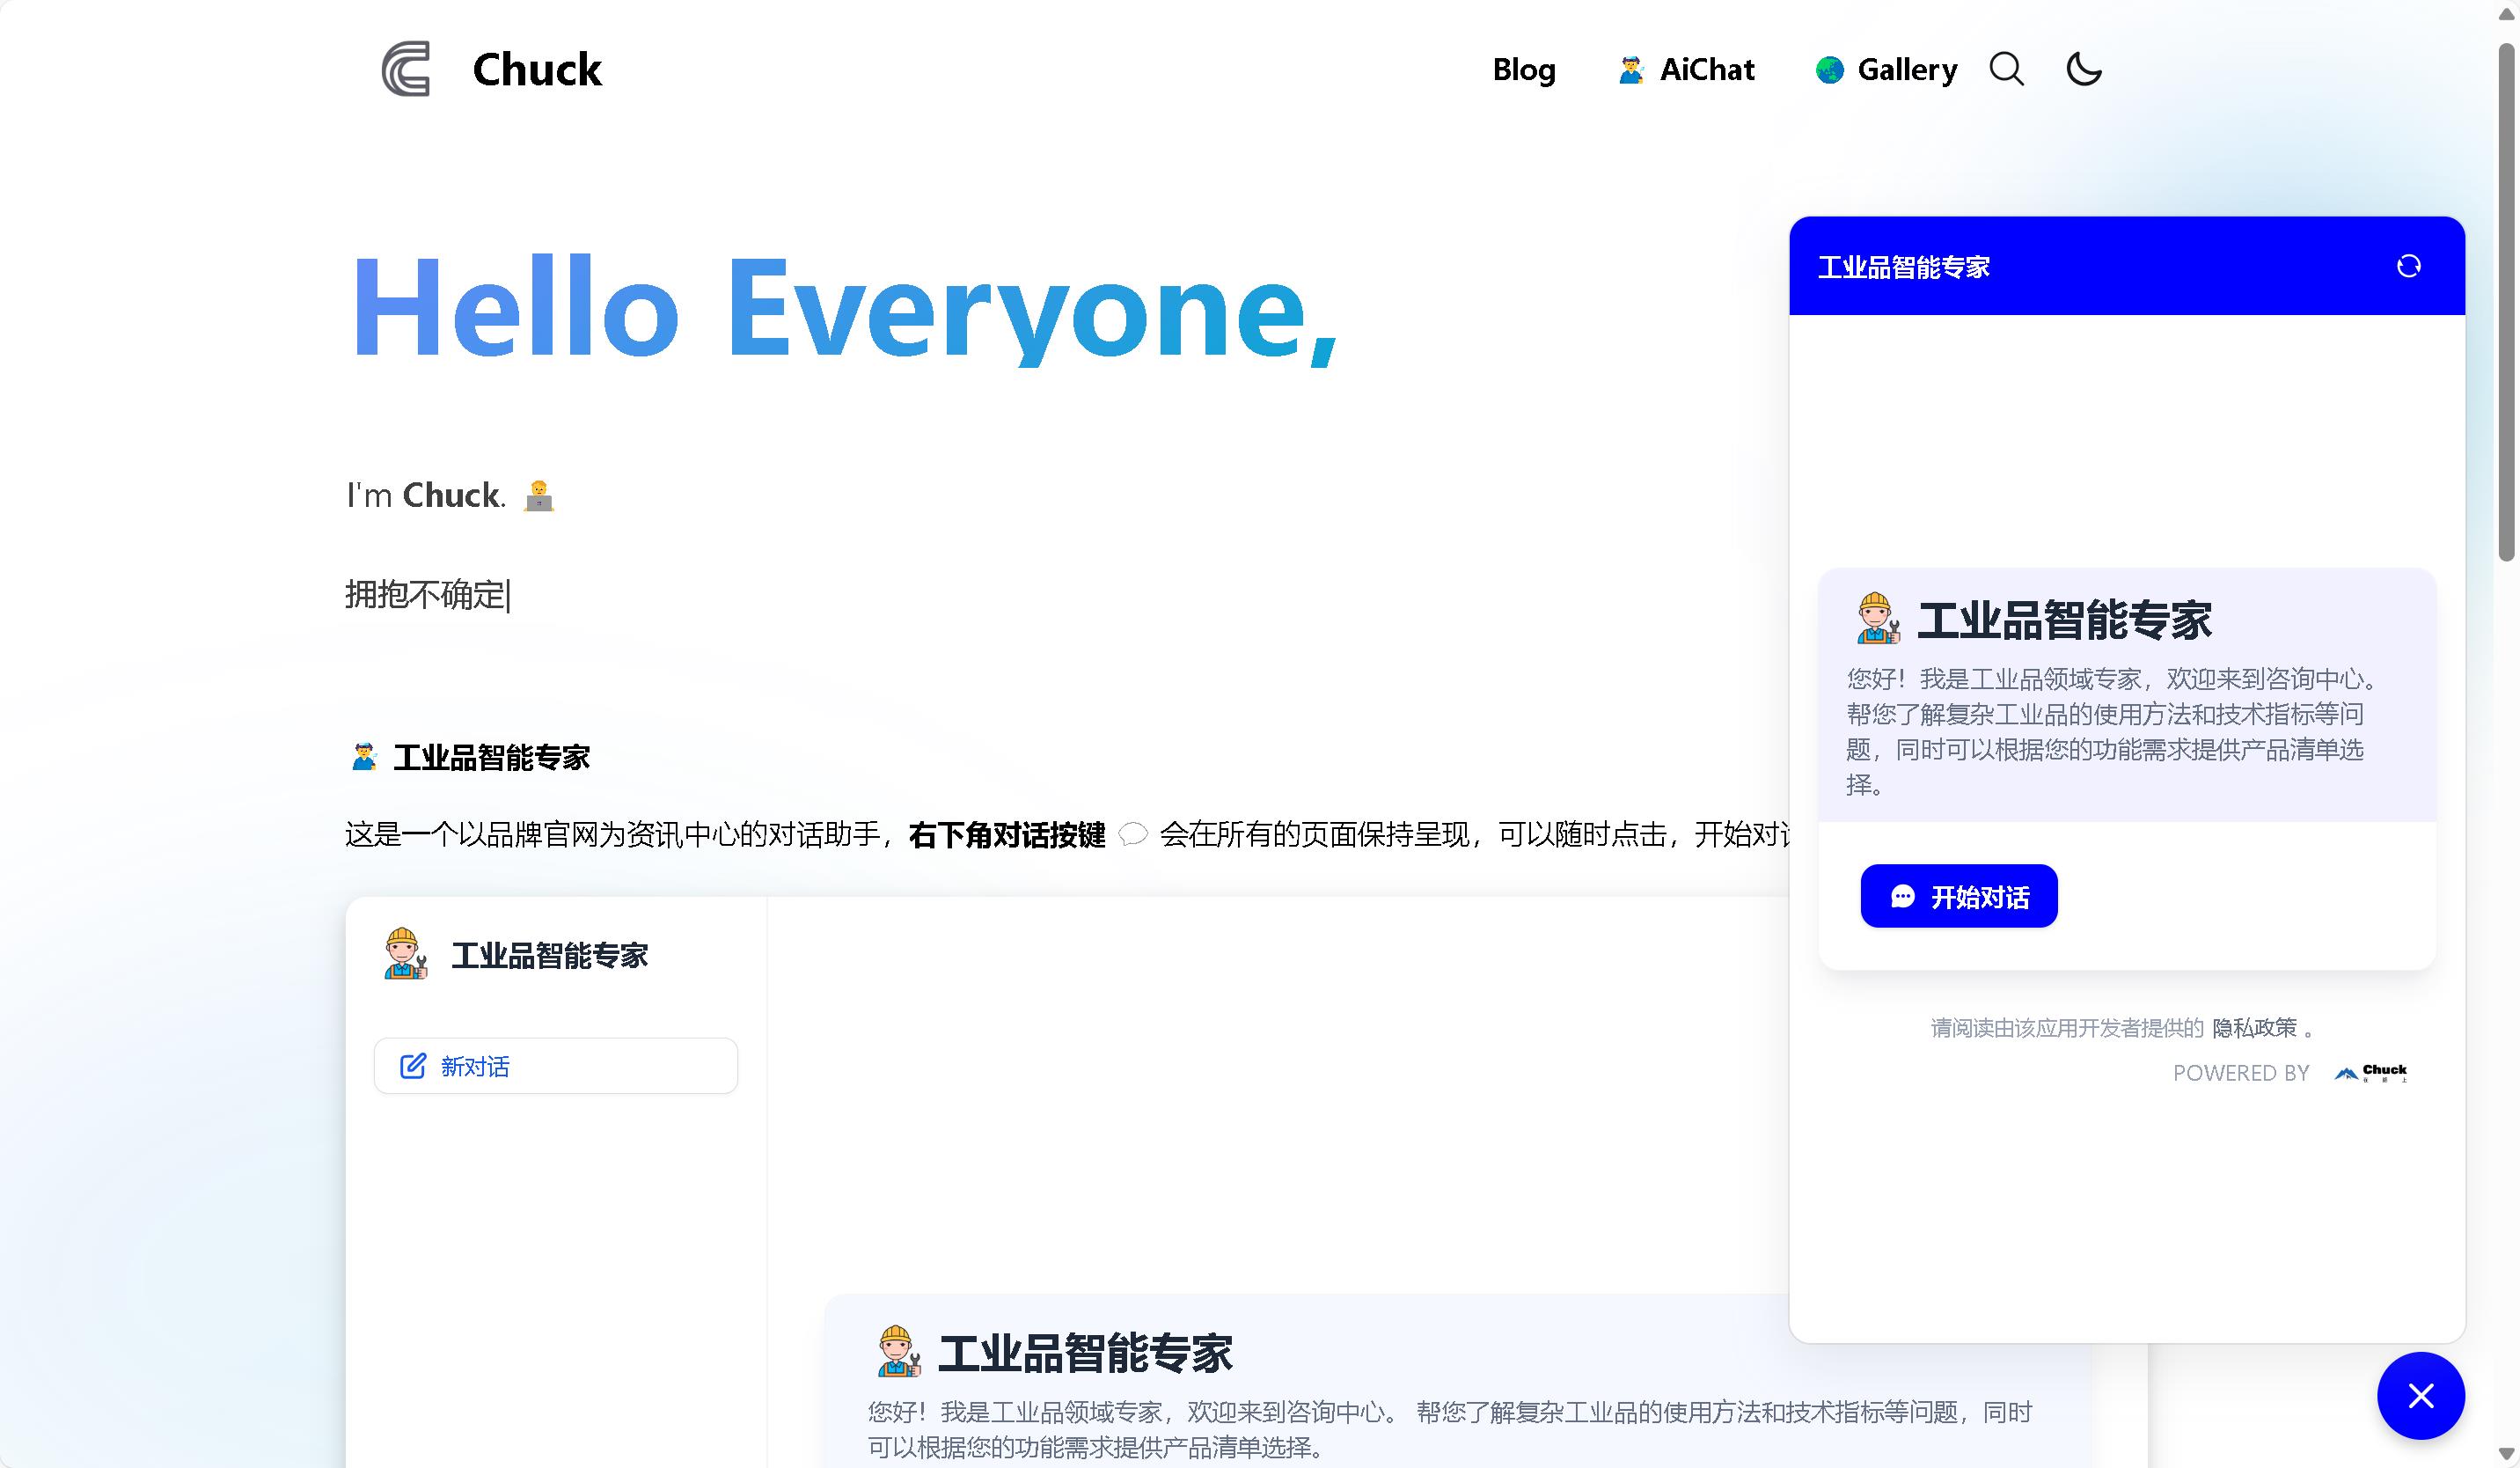 Chuck
Blog
AiChat
Gallery
Hello Everyone,
I'm Chuck.
拥抱不确定
工业品智能专家
这是一个以品牌官网为资讯中心的对话助手，右下角对话按键 会在所有的页面保持呈现，可以随时点击，开始对
工业品智能专家
新对话
工业品智能专家
您好！我是工业品领域专家，欢迎来到咨询中心。 帮您了解复杂工业品的使用方法和技术指标等问题，同时
可以根据您的功能需求提供产品清单选择。
工业品智能专家
工业品智能专家
您好！我是工业品领域专家，欢迎来到咨询中心。
帮您了解复杂工业品的使用方法和技术指标等问
题，同时可以根据您的功能需求提供产品清单选
择。
开始对话
请阅读由该应用开发者提供的 隐私政策 。
POWERED BY
Chuck